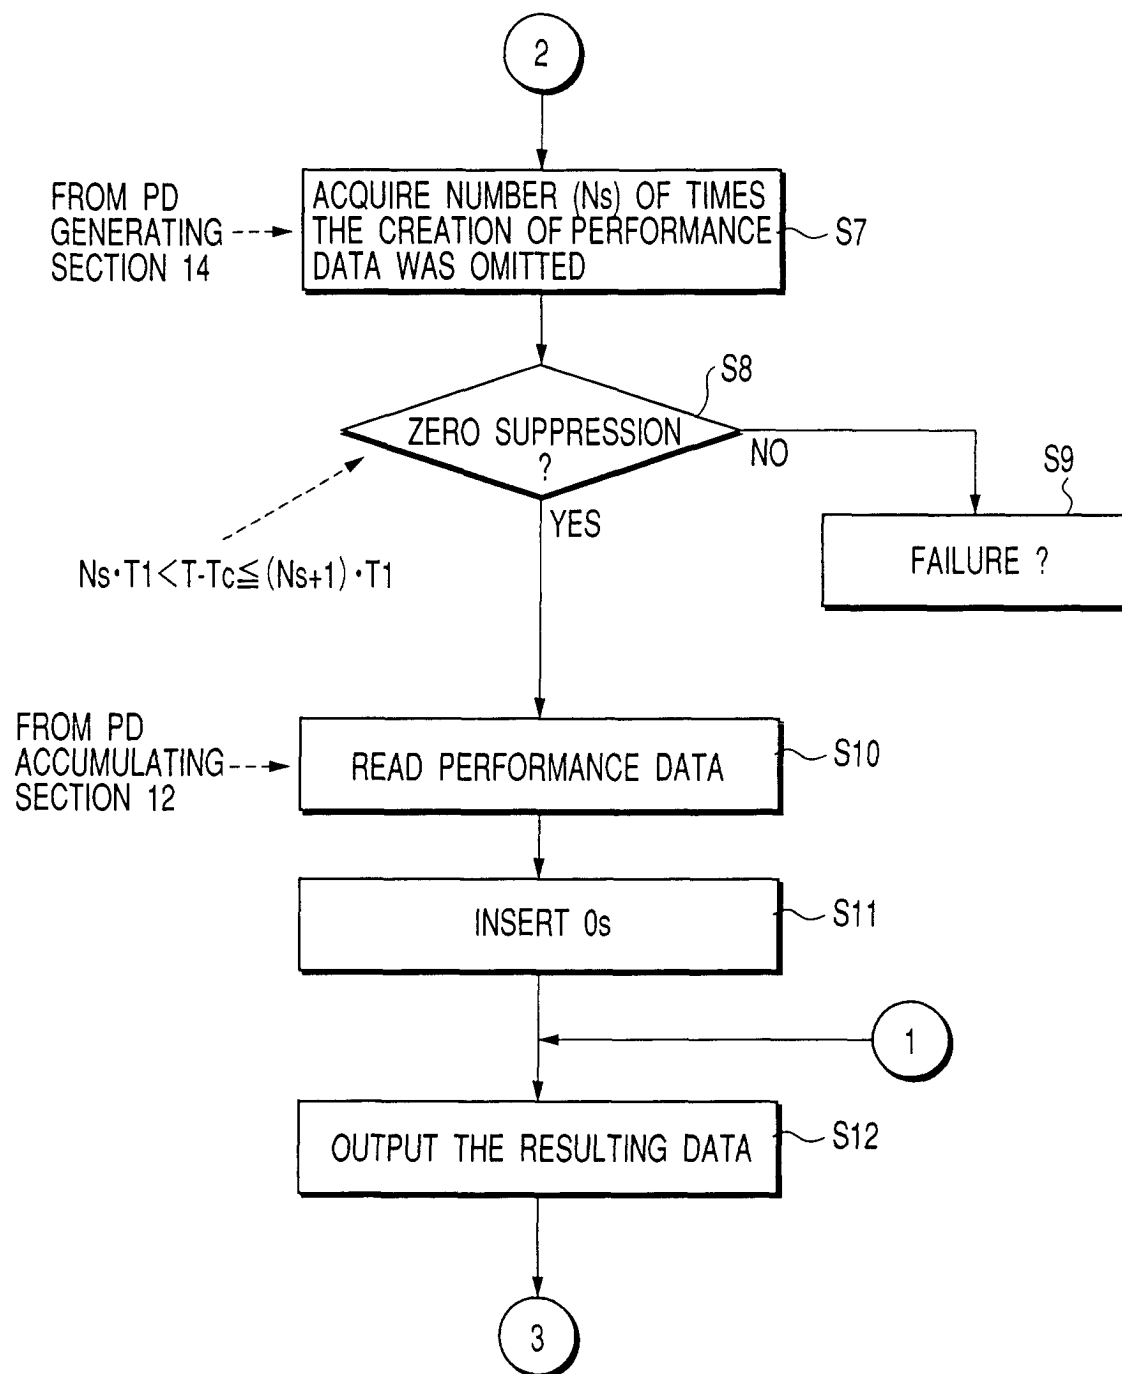 2
FROM PD
GENERATING
SECTION 14
ACQUIRE NUMBER (Ns) OF TIMES
THE CREATION OF PERFORMANCE
DATA WAS OMITTED
S7
S8
ZERO SUPPRESSION
?
NO
YES
S9
FAILURE ?
Ns·T1<T-Tc≦(Ns+1)·T1
FROM PD
ACCUMULATING
SECTION 12
READ PERFORMANCE DATA
S10
INSERT 0s
S11
1
OUTPUT THE RESULTING DATA
S12
3